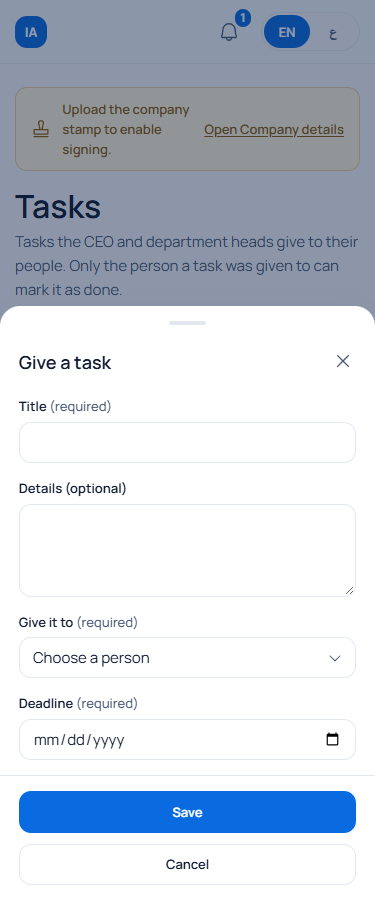 IA
1
EN
ع
Upload the company
stamp to enable
signing.
Open Company details
Tasks
Tasks the CEO and department heads give to their
people. Only the person a task was given to can
mark it as done.
Give a task
Title (required)
Details (optional)
Give it to (required)
Choose a person
Deadline (required)
mm/dd/yyyy
Save
Cancel